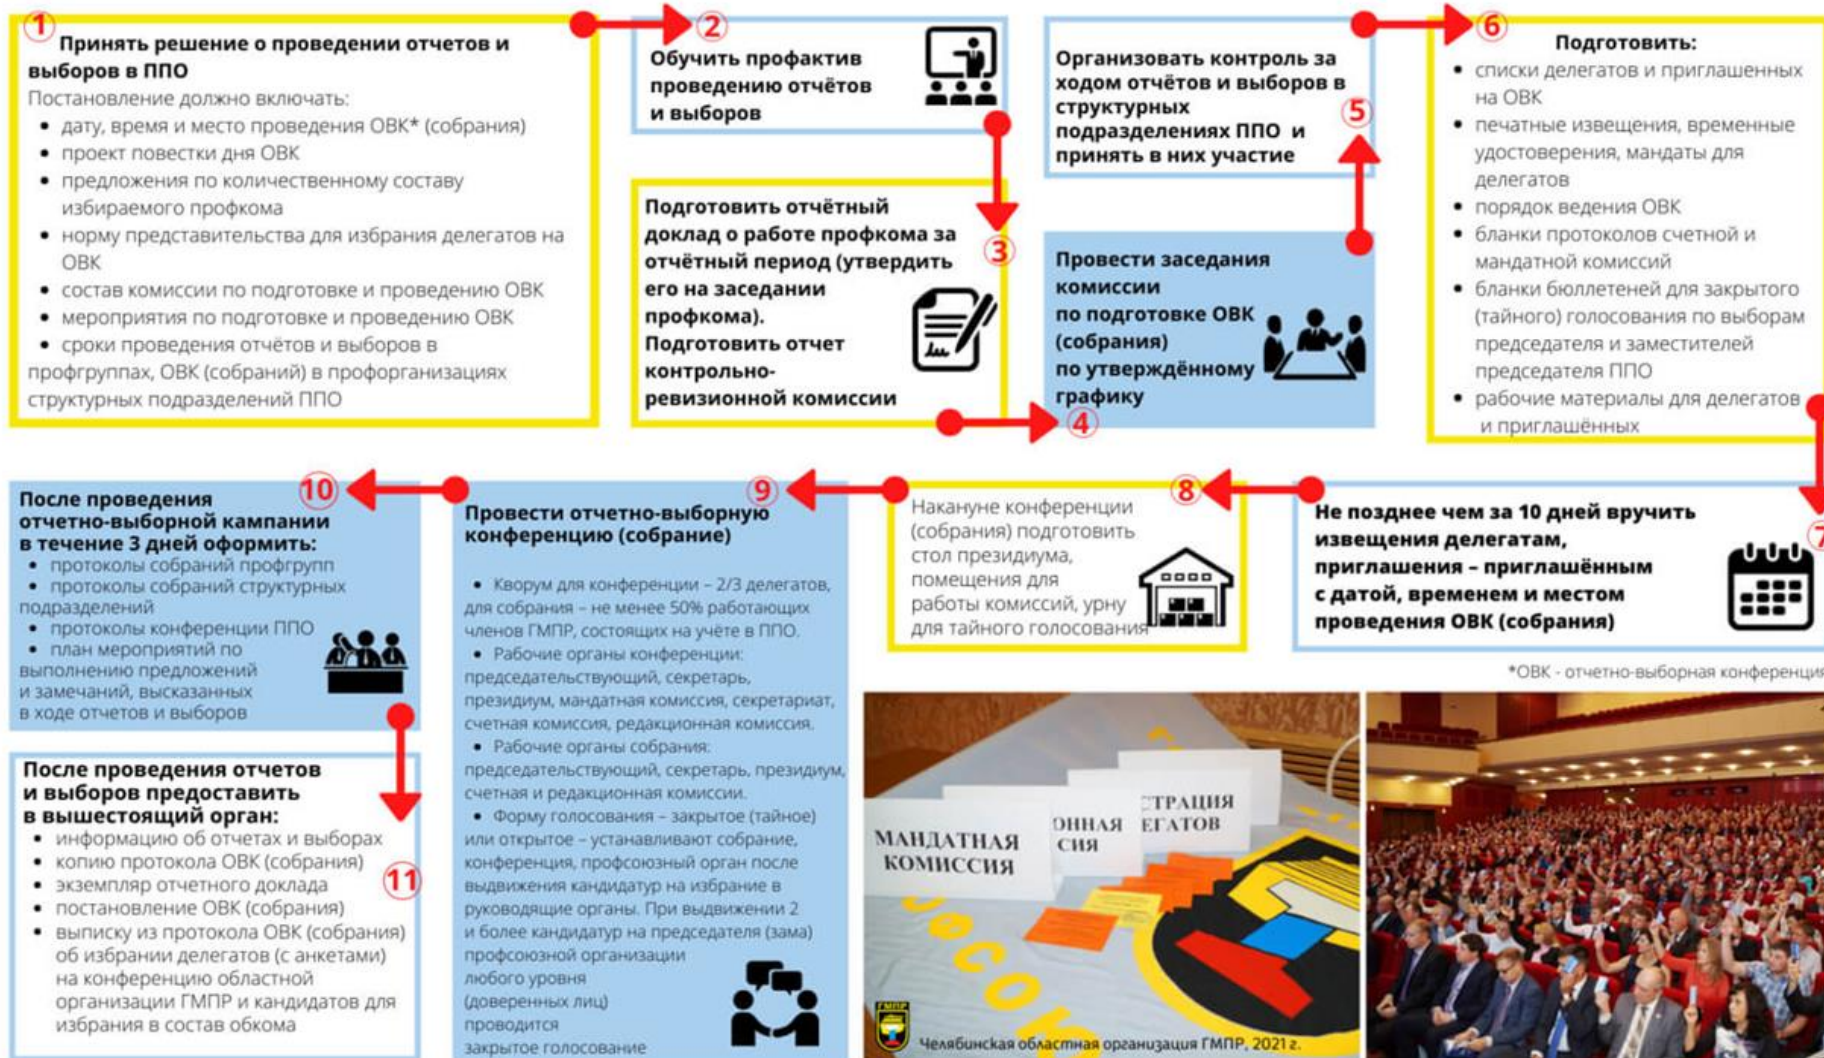 1
Принять решение о проведении отчетов и
выборов в ППО
Постановление должно включать:
• дату, время и место проведения ОВК* (собрания)
• проект повестки дня ОВК
• предложения по количественному составу
избираемого профкома
• норму представительства для избрания делегатов на
ОВК
• состав комиссии по подготовке и проведению ОВК
• мероприятия по подготовке и проведению ОВК
• сроки проведения отчётов и выборов в
профгруппах, ОВК (собраний) в профорганизациях
структурных подразделений ППО
2
Обучить профактив
проведению отчётов
и выборов
3
Подготовить отчётный
доклад о работе профкома за
отчётный период (утвердить
его на заседании
профкома).
Подготовить отчет
контрольно-
ревизионной комиссии
4
Провести заседания
комиссии
по подготовке ОВК
(собрания)
по утверждённому
графику
5
Организовать контроль за
ходом отчётов и выборов в
структурных
подразделениях ППО и
принять в них участие
6
Подготовить:
• списки делегатов и приглашенных
на ОВК
• печатные извещения, временные
удостоверения, мандаты для
делегатов
• порядок ведения ОВК
• бланки протоколов счетной и
мандатной комиссий
• бланки бюллетеней для закрытого
(тайного) голосования по выборам
председателя и заместителей
председателя ППО
• рабочие материалы для делегатов
и приглашённых
7
Не позднее чем за 10 дней вручить
извещения делегатам,
приглашения – приглашённым
с датой, временем и местом
проведения ОВК (собрания)
8
Накануне конференции
(собрания) подготовить
стол президиума,
помещения для
работы комиссий, урну
для тайного голосования
9
Провести отчетно-выборную
конференцию (собрание)
• Кворум для конференции – 2/3 делегатов,
для собрания – не менее 50% работающих
членов ГМПР, состоящих на учёте в ППО.
• Рабочие органы конференции:
председательствующий, секретарь,
президиум, мандатная комиссия, секретариат,
счетная комиссия, редакционная комиссия.
• Рабочие органы собрания:
председательствующий, секретарь, президиум,
счетная и редакционная комиссии.
• Форму голосования – закрытое (тайное)
или открытое – устанавливают собрание,
конференция, профсоюзный орган после
выдвижения кандидатур на избрание в
руководящие органы. При выдвижении 2
и более кандидатур на председателя (зама)
профсоюзной организации
любого уровня
(доверенных лиц)
проводится
закрытое голосование
10
После проведения
отчетно-выборной кампании
в течение 3 дней оформить:
• протоколы собраний профгрупп
• протоколы собраний структурных
подразделений
• протоколы конференции ППО
• план мероприятий по
выполнению предложений
и замечаний, высказанных
в ходе отчетов и выборов
11
После проведения отчетов
и выборов предоставить
в вышестоящий орган:
• информацию об отчетах и выборах
• копию протокола ОВК (собрания)
• экземпляр отчетного доклада
• постановление ОВК (собрания)
• выписку из протокола ОВК (собрания)
об избрании делегатов (с анкетами)
на конференцию областной
организации ГМПР и кандидатов для
избрания в состав обкома
*ОВК - отчетно-выборная конференция
МАНДАТНАЯ
КОМИССИЯ
ОННАЯ
СИЯ
СТРАЦИЯ
ЕГАТОВ
ФСОЮ
ГМПР
Челябинская областная организация ГМПР, 2021 г.